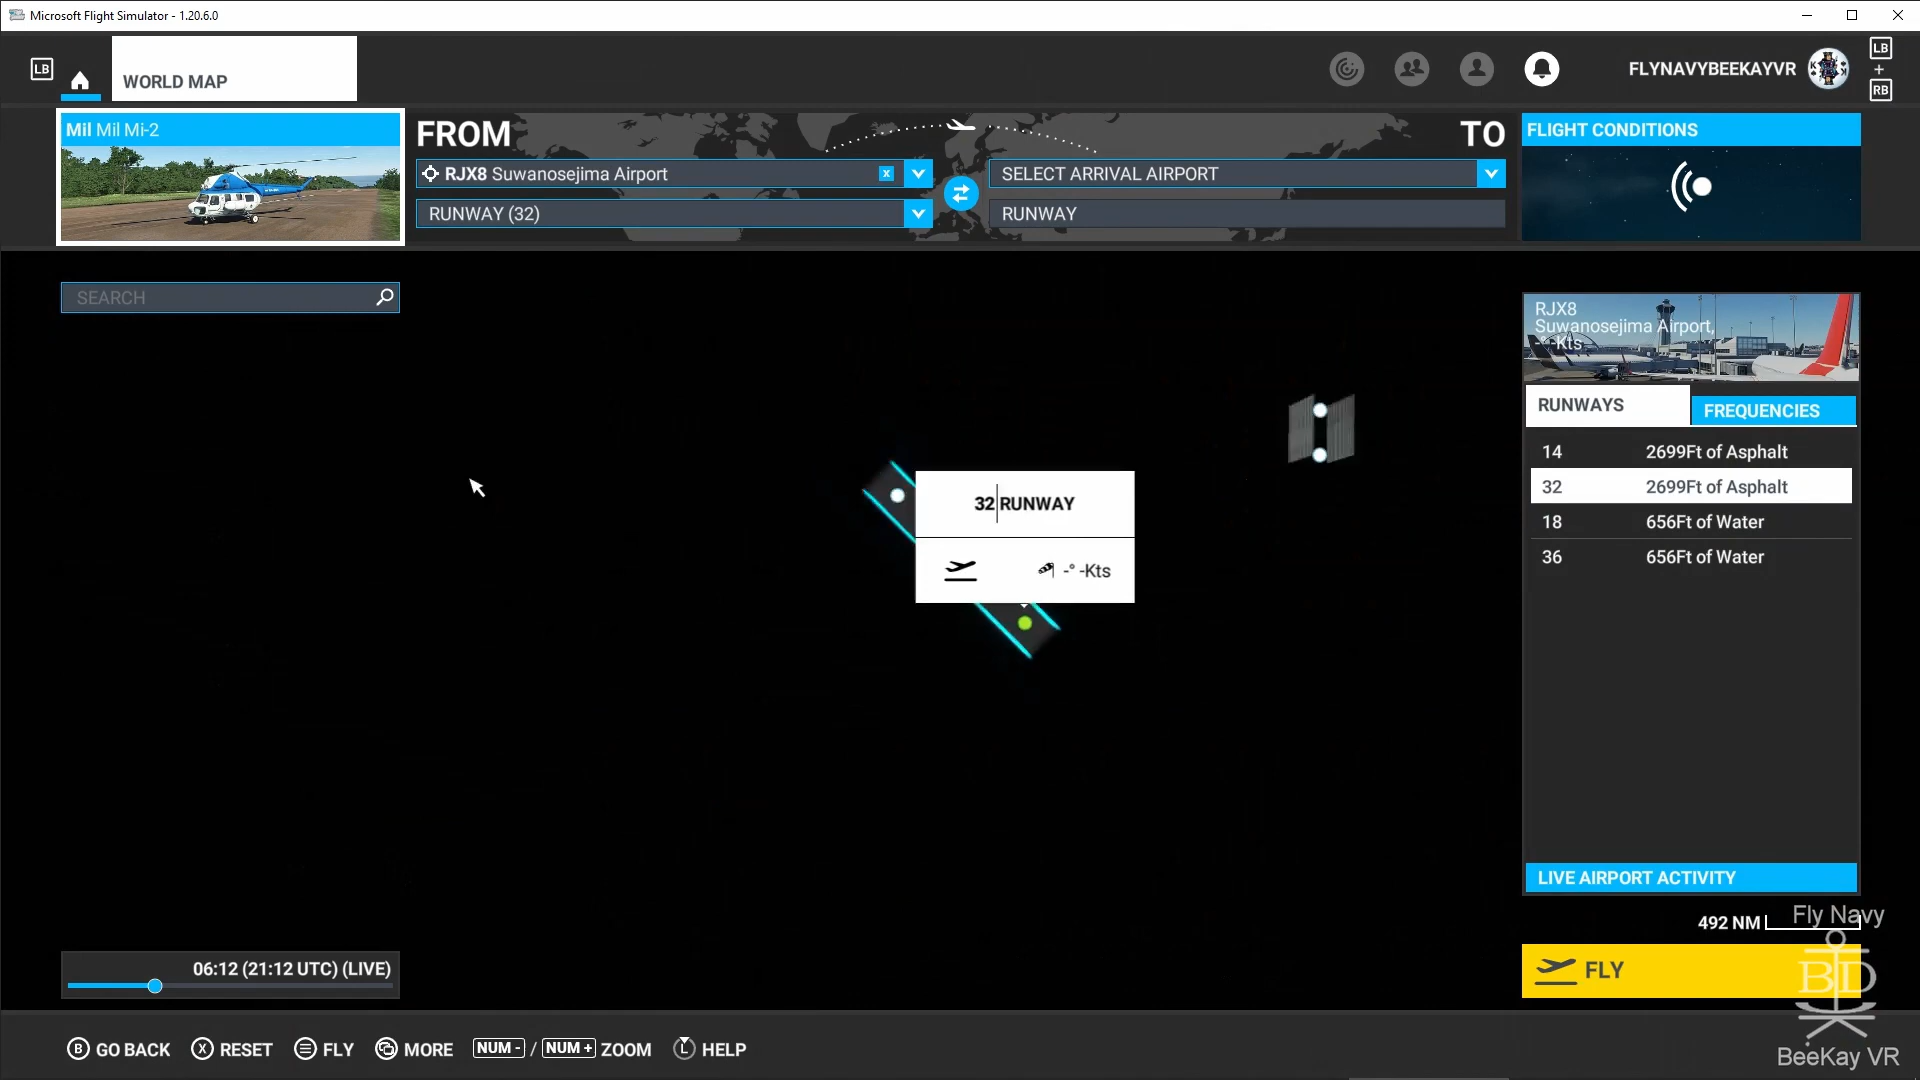 Microsoft Flight Simulator - 1.20.6.0
LB
WORLD MAP
FLYNAVYBEEKAYVR
LB
+
RB
Mil Mil Mi-2
FROM
TO
RJX8 Suwanosejima Airport
x
SELECT ARRIVAL AIRPORT
RUNWAY (32)
RUNWAY
FLIGHT CONDITIONS
SEARCH
RJX8
Suwanosejima Airport,
-° -Kts
RUNWAYS
FREQUENCIES
14 2699Ft of Asphalt
32 2699Ft of Asphalt
18 656Ft of Water
36 656Ft of Water
32 RUNWAY
-° -Kts
LIVE AIRPORT ACTIVITY
492 NM
Fly Navy
FLY
BD
BeeKay VR
06:12 (21:12 UTC) (LIVE)
B GO BACK
X RESET
FLY
MORE
NUM - / NUM + ZOOM
L HELP